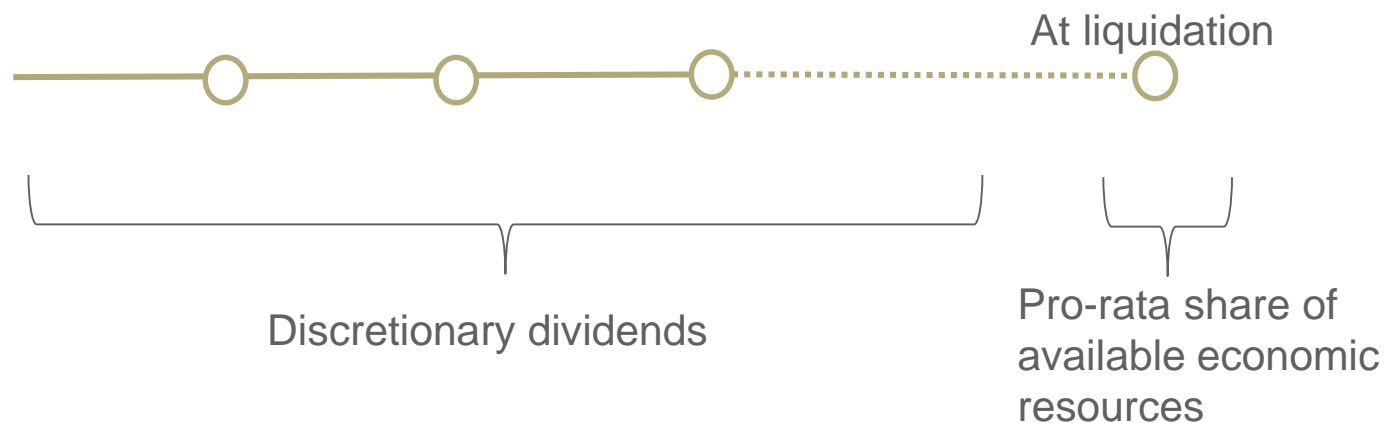 At liquidation
Discretionary dividends
Pro-rata share of
available economic
resources